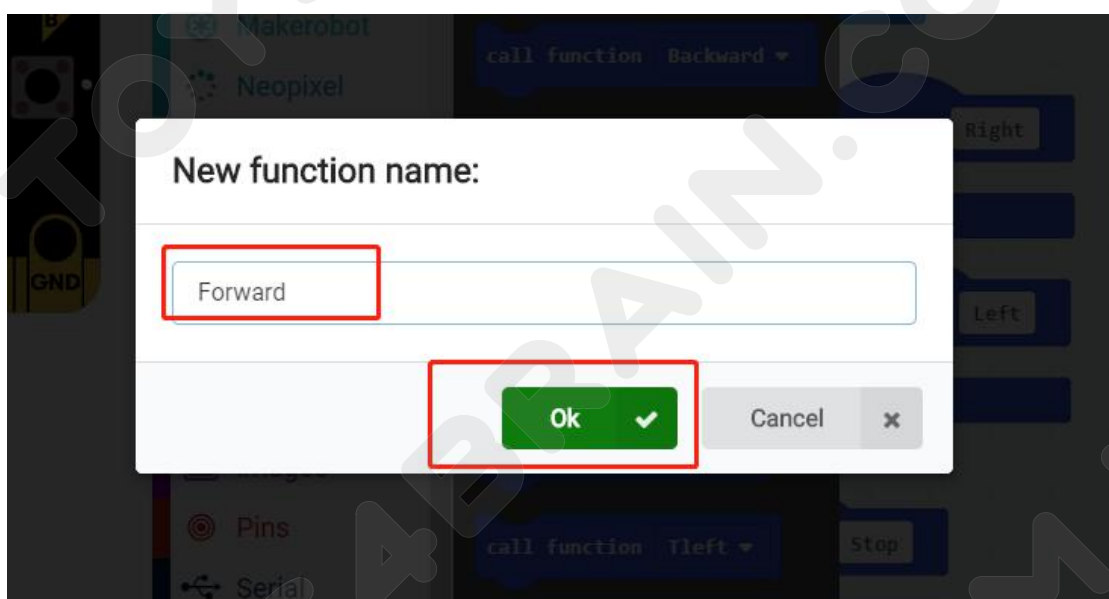 B
Makerobot
call function Backward
Neopixel
Right
New function name:
GND
Forward
Left
Ok
Cancel
Pins
call function Tleft
Stop
Serial